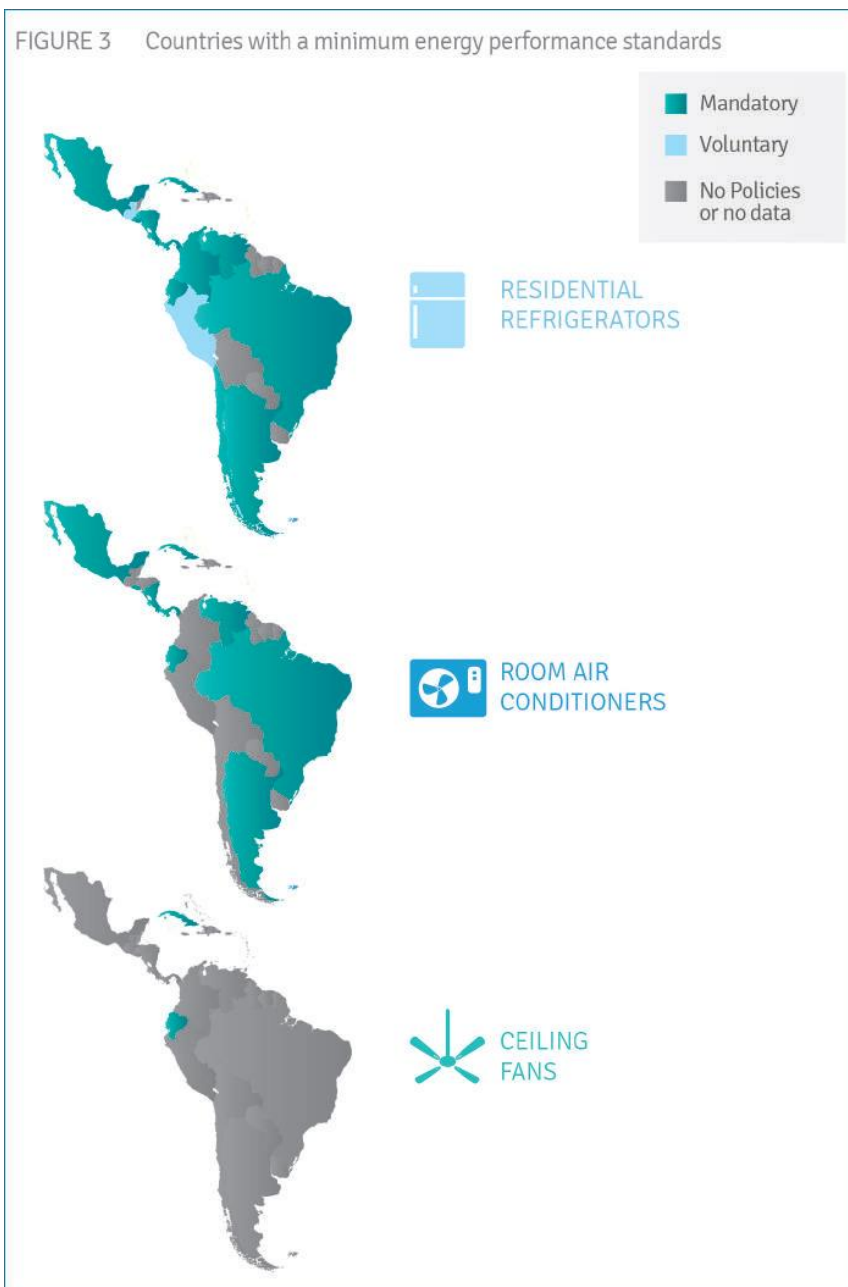 FIGURE 3 Countries with a minimum energy performance standards
Mandatory
Voluntary
No Policies
or no data
RESIDENTIAL
REFRIGERATORS
ROOM AIR
CONDITIONERS
CEILING
FANS